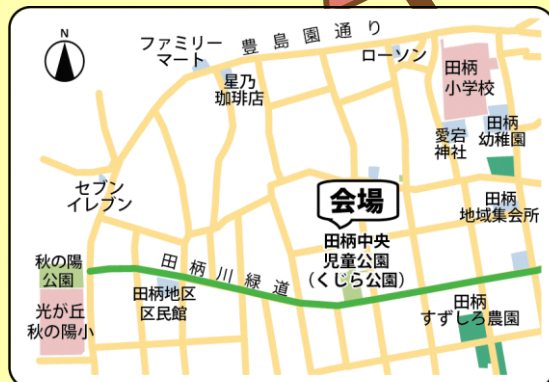 N
ファミリー
マート
豊島園通り
ローソン
星乃
珈琲店
田柄
小学校
愛宕
神社
田柄
幼稚園
セブン
イレブン
会場
田柄
地域集会所
田柄中央
児童公園
(くじら公園)
秋の陽
公園
田柄川緑道
田柄地区
区民館
光が丘
秋の陽小
田柄
すずしろ農園